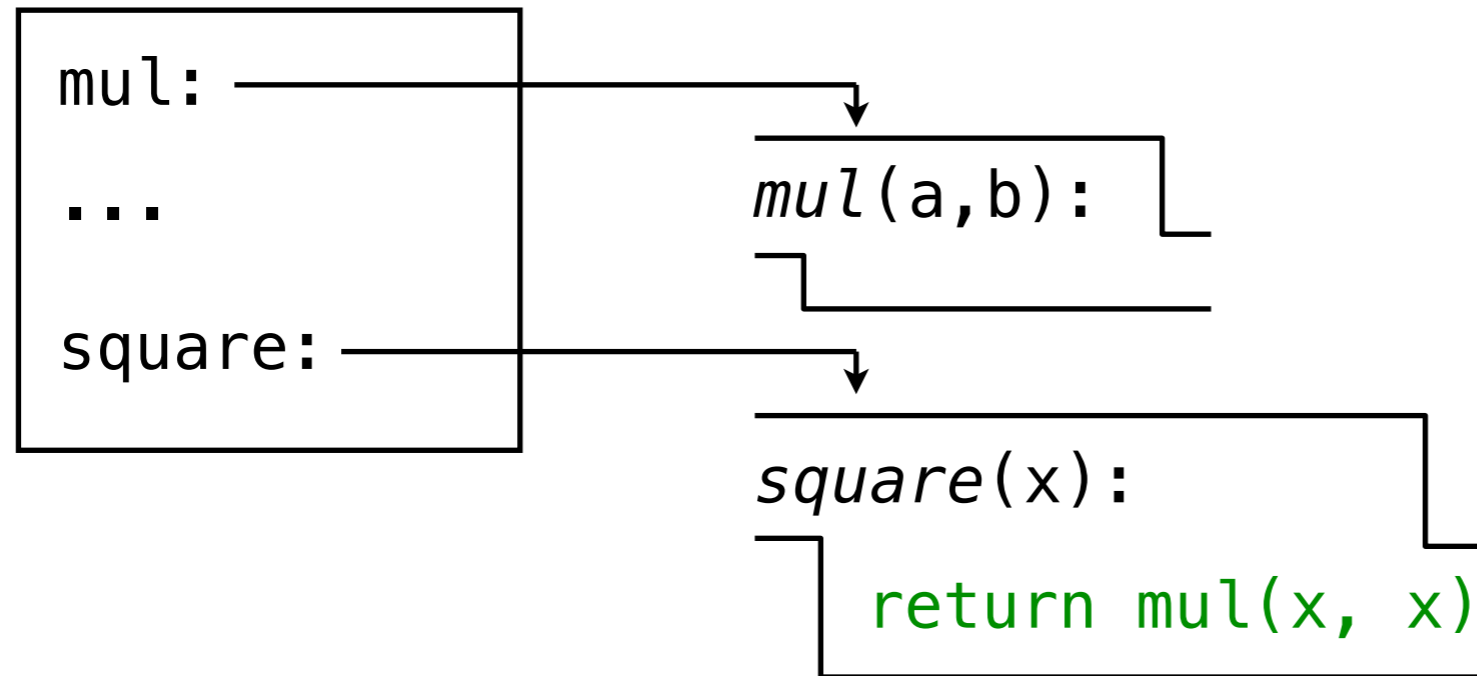 mul:
...
square:
mul(a,b):
square(x):
return mul(x, x)